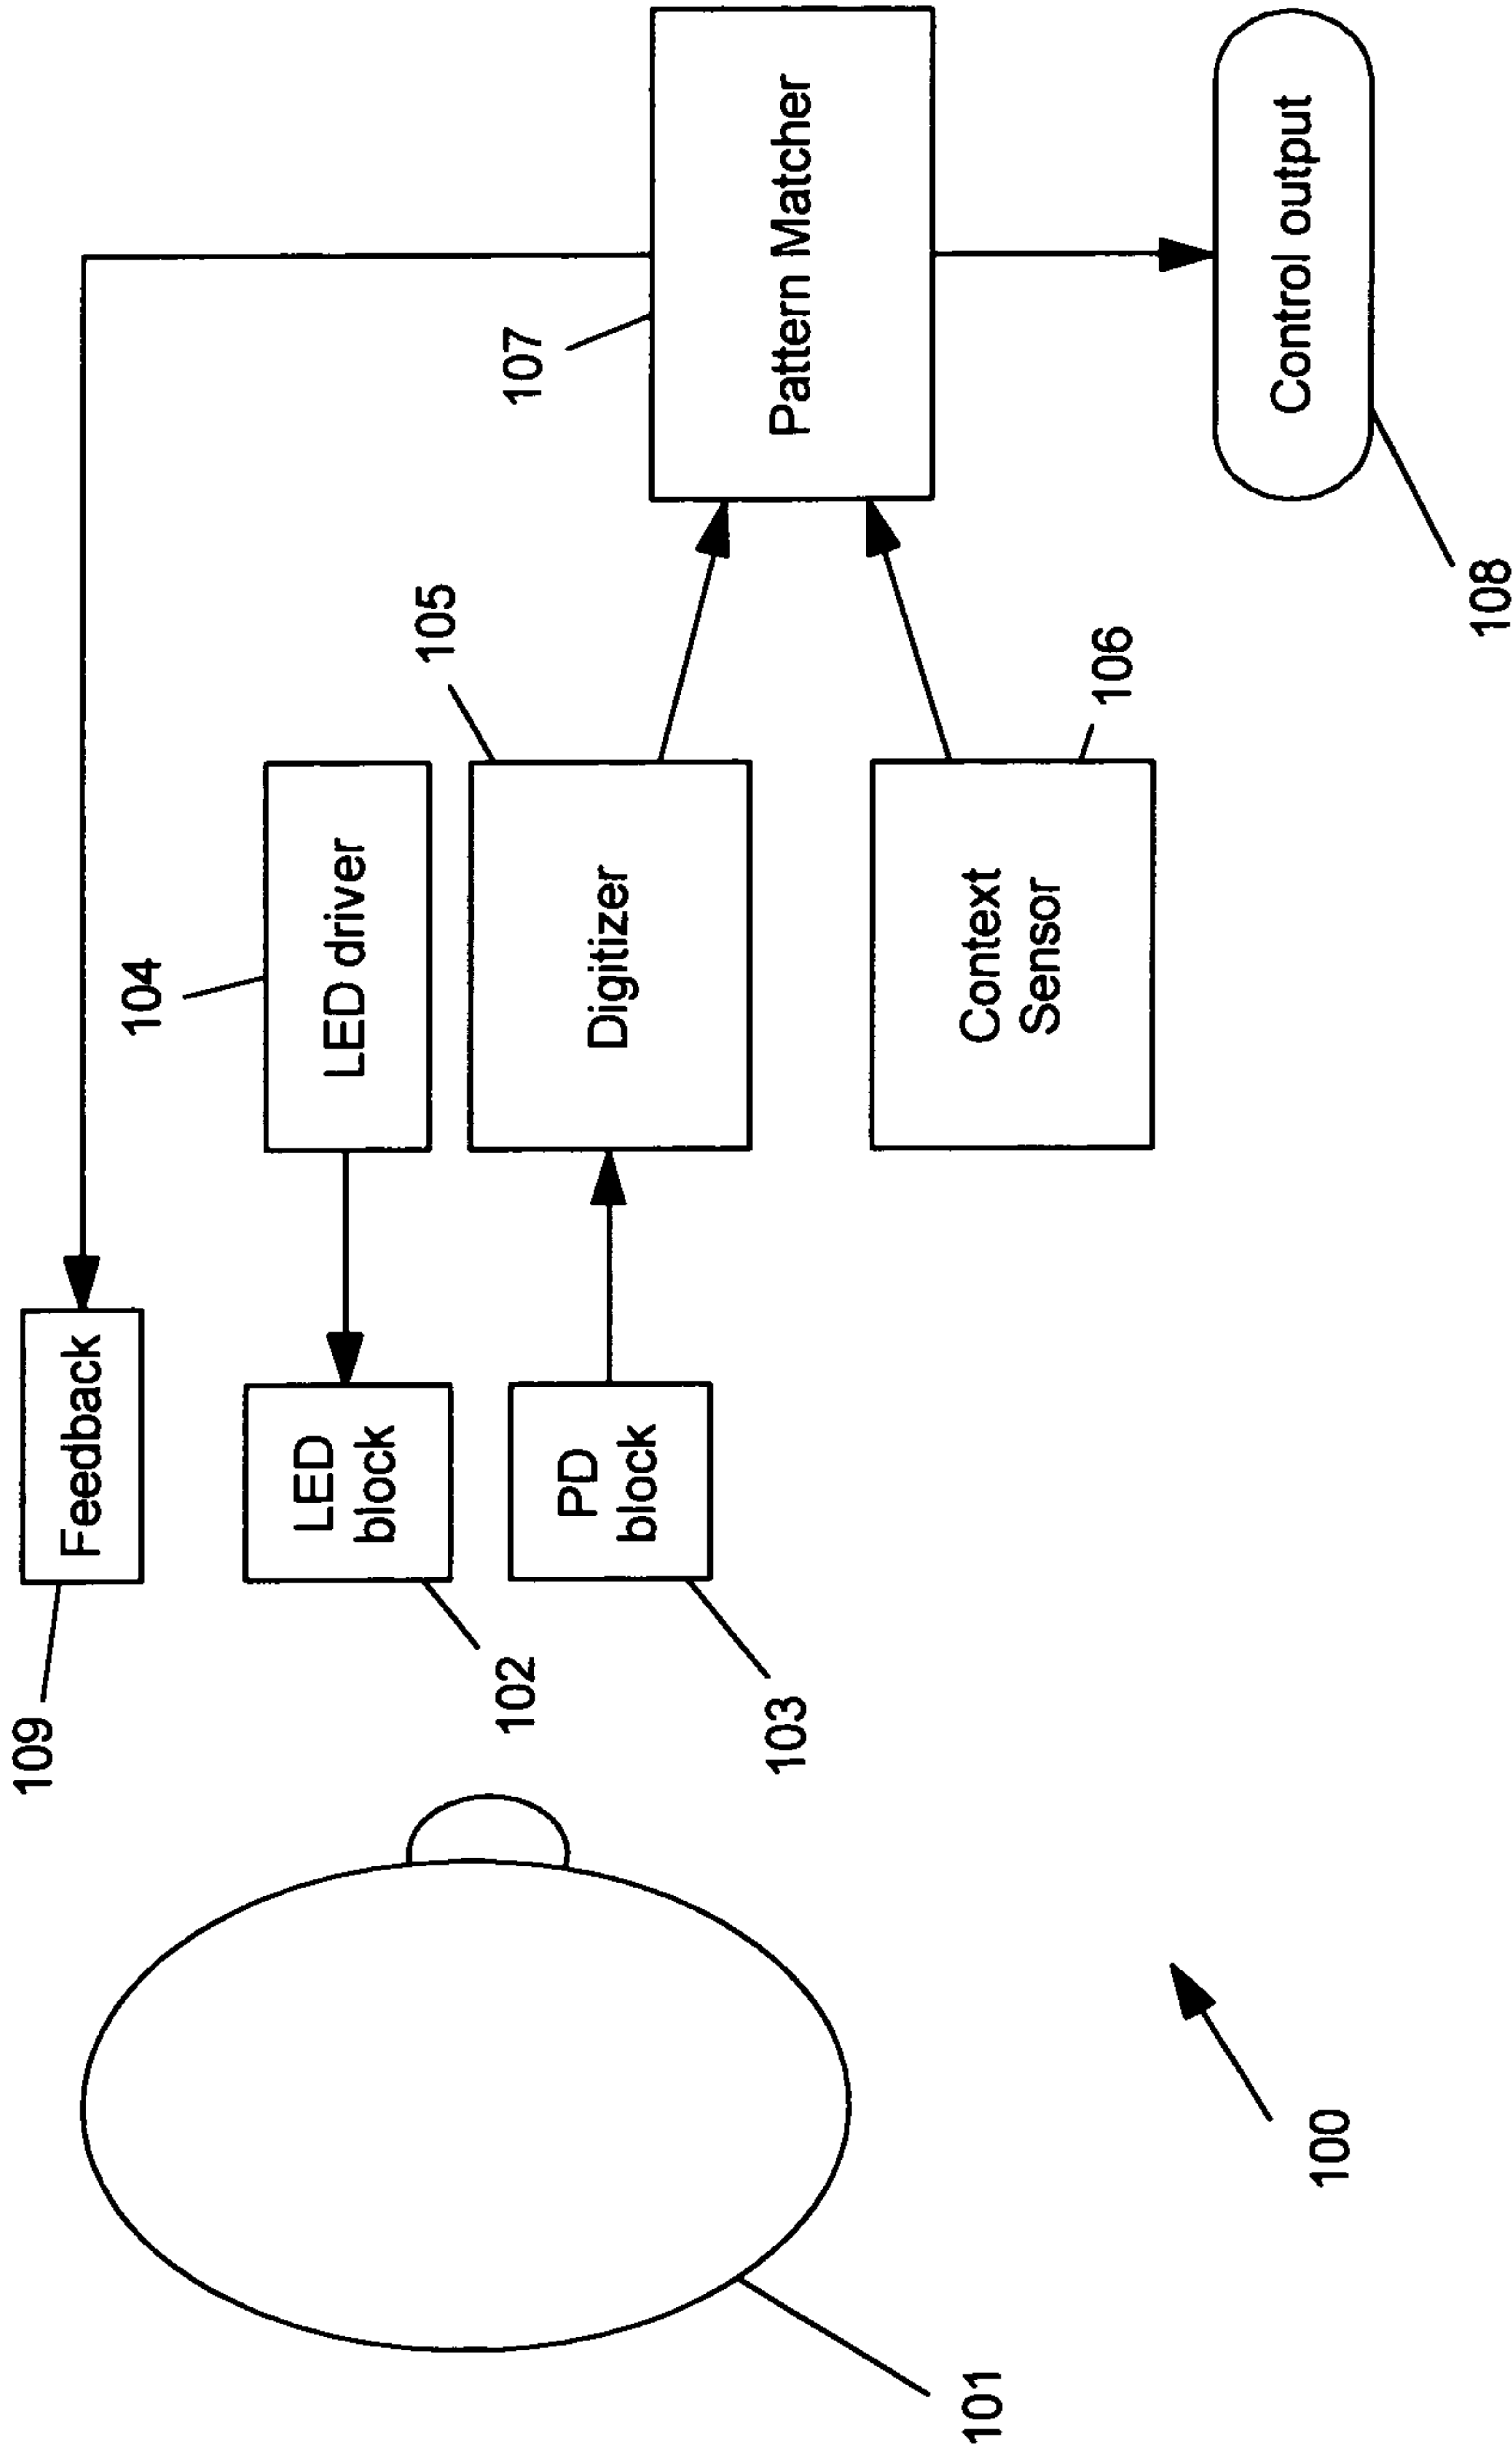 109
Feedback
104
LED driver
LED
block
102
107
105
Digitizer
PD
block
103
Pattern Matcher
106
Context
Sensor
101
100
Control output
108